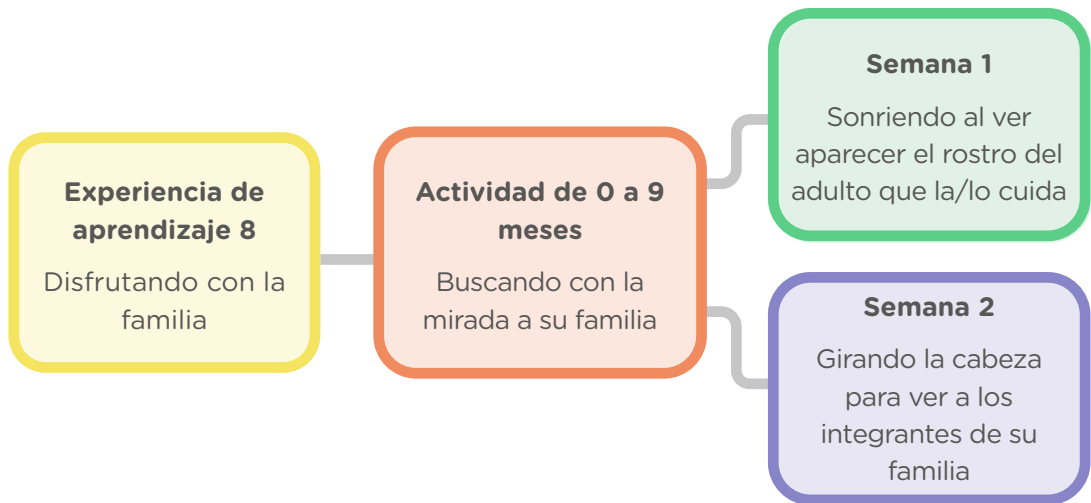 Experiencia de
aprendizaje 8
Disfrutando con la
familia
Actividad de 0 a 9
meses
Buscando con la
mirada a su familia
Semana 1
Sonriendo al ver
aparecer el rostro del
adulto que la/lo cuida
Semana 2
Girando la cabeza
para ver a los
integrantes de su
familia